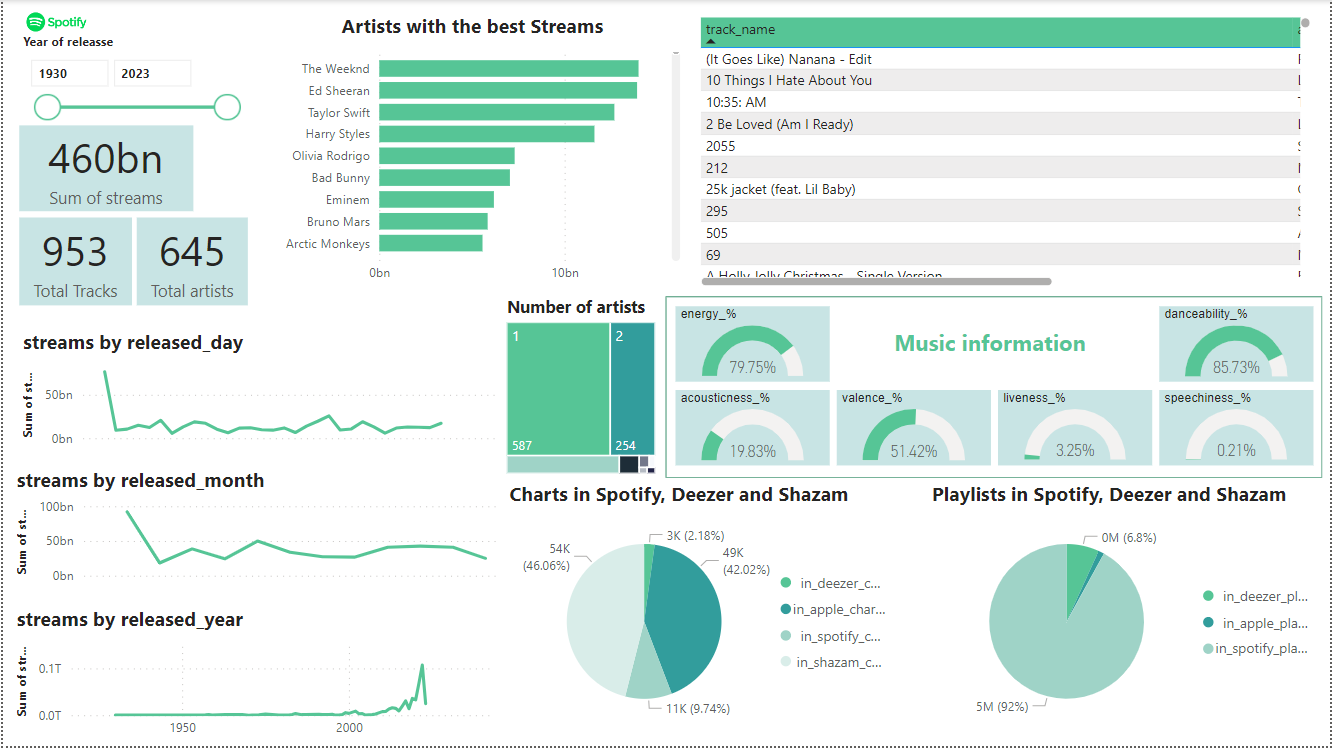 Spotify
Year of releasse
1930
2023
460bn
Sum of streams
953
Total Tracks
645
Total artists
Artists with the best Streams
The Weeknd
Ed Sheeran
Taylor Swift
Harry Styles
Olivia Rodrigo
Bad Bunny
Eminem
Bruno Mars
Arctic Monkeys
0bn
10bn
track_name
(It Goes Like) Nanana - Edit
10 Things I Hate About You
10:35: AM
2 Be Loved (Am I Ready)
2055
212
25k jacket (feat. Lil Baby)
295
505
69
A Holly Jolly Christmas - Single Version
streams by released_day
Sum of st...
50bn
0bn
streams by released_month
Sum of st...
100bn
50bn
0bn
streams by released_year
Sum of str...
0.1T
0.0T
1950
2000
Number of artists
1
587
2
254
Music information
energy_%
79.75%
danceability_%
85.73%
acousticness_%
19.83%
valence_%
51.42%
liveness_%
3.25%
speechiness_%
0.21%
Charts in Spotify, Deezer and Shazam
3K (2.18%)
49K
(42.02%)
54K
(46.06%)
11K (9.74%)
in_deezer_c...
in_apple_char...
in_spotify_c...
in_shazam_c...
Playlists in Spotify, Deezer and Shazam
0M (6.8%)
5M (92%)
in_deezer_pl...
in_apple_pla...
in_spotify_pla...